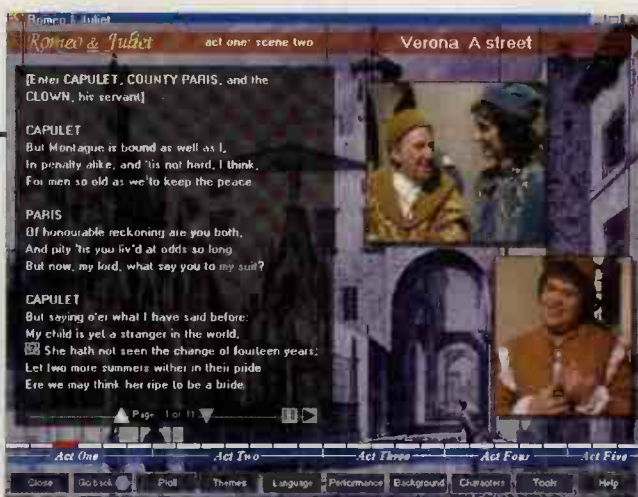 Romeo & Juliet
Romeo & Juliet act one: scene two Verona A street
[Enter CAPULET, COUNTY PARIS, and the
CLOWN, his servant]
CAPULET
But Montague is bound as well as I,
In penalty alike, and 'tis not hard, I think,
For men so old as we to keep the peace
PARIS
Of honourable reckoning are you both,
And pity 'tis you liv'd at odds so long
But now, my lord, what say you to my suit?
CAPULET
But saying o'er what I have said before:
My child is yet a stranger in the world,
She hath not seen the change of fourteen years;
Let two more summers wither in their pride
Ere we may think her ripe to be a bride
Page 1 of 11
Act One Act Two Act Three Act Four Act Five
Close Go back Themes Language Performance Background Characters Tools Help